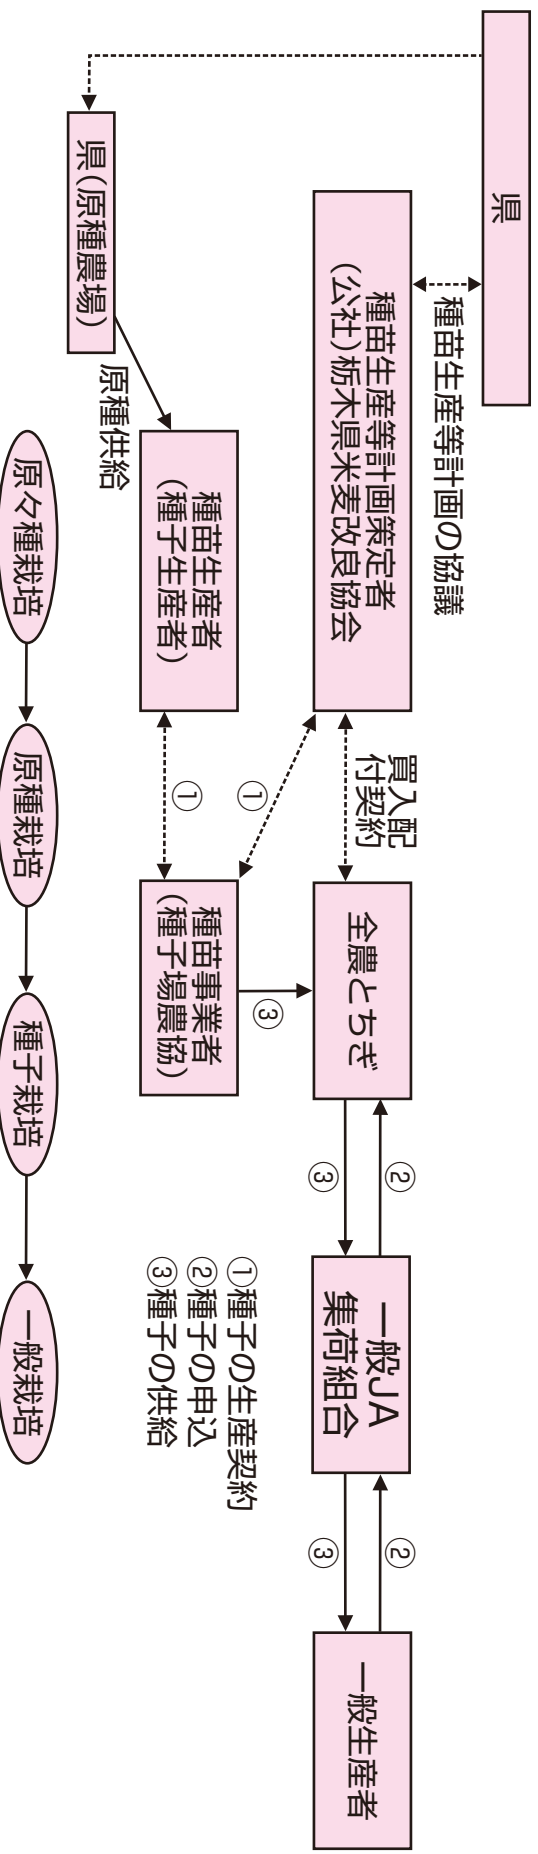 県
種苗生産等計画の協議
種苗生産等計画策定者
(公社)栃木県米麦改良協会
買入配
付契約
全農とちぎ
②
③
一般JA
集荷組合
②
③
一般生産者
県(原種農場)
原種供給
種苗生産者
(種子生産者)
①
①
種苗事業者
(種子場農協)
③
①種子の生産契約
②種子の申込
③種子の供給
原々種栽培
原種栽培
種子栽培
一般栽培